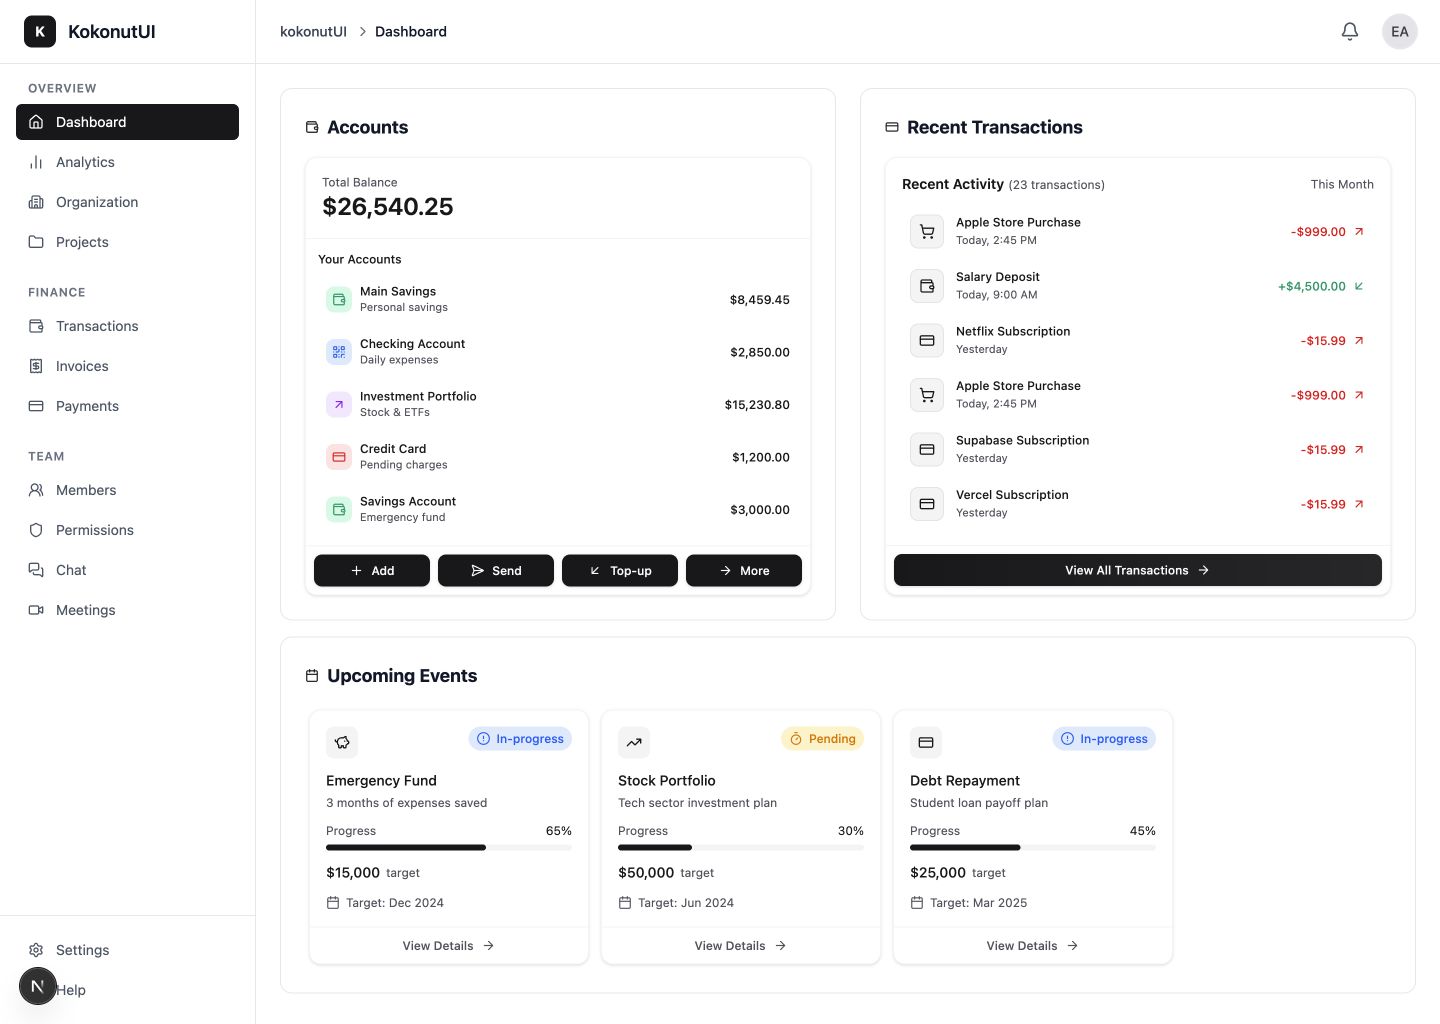 K KokonutUI
kokonutUI > Dashboard
EA
OVERVIEW
Dashboard
Analytics
Organization
Projects
FINANCE
Transactions
Invoices
Payments
TEAM
Members
Permissions
Chat
Meetings
Settings
N Help
Accounts
Total Balance
$26,540.25
Your Accounts
Main Savings
Personal savings
$8,459.45
Checking Account
Daily expenses
$2,850.00
Investment Portfolio
Stock & ETFs
$15,230.80
Credit Card
Pending charges
$1,200.00
Savings Account
Emergency fund
$3,000.00
Add Send Top-up More
Recent Transactions
Recent Activity (23 transactions) This Month
Apple Store Purchase
Today, 2:45 PM
-$999.00
Salary Deposit
Today, 9:00 AM
+$4,500.00
Netflix Subscription
Yesterday
-$15.99
Apple Store Purchase
Today, 2:45 PM
-$999.00
Supabase Subscription
Yesterday
-$15.99
Vercel Subscription
Yesterday
-$15.99
View All Transactions
Upcoming Events
In-progress
Emergency Fund
3 months of expenses saved
Progress 65%
$15,000 target
Target: Dec 2024
View Details
Pending
Stock Portfolio
Tech sector investment plan
Progress 30%
$50,000 target
Target: Jun 2024
View Details
In-progress
Debt Repayment
Student loan payoff plan
Progress 45%
$25,000 target
Target: Mar 2025
View Details